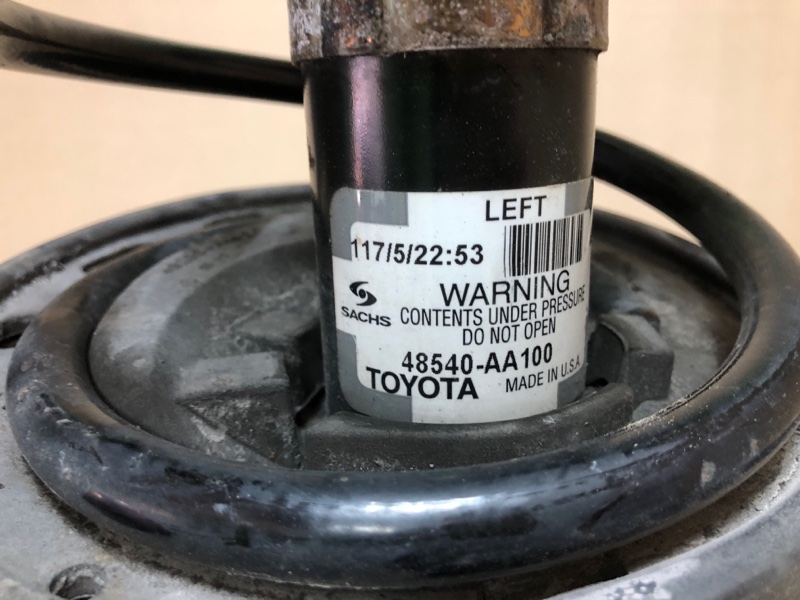 LEFT
117/5/22:53
WARNING
SACHS
CONTENTS UNDER PRESSURE
DO NOT OPEN
48540-AA100
TOYOTA MADE IN U.S.A.